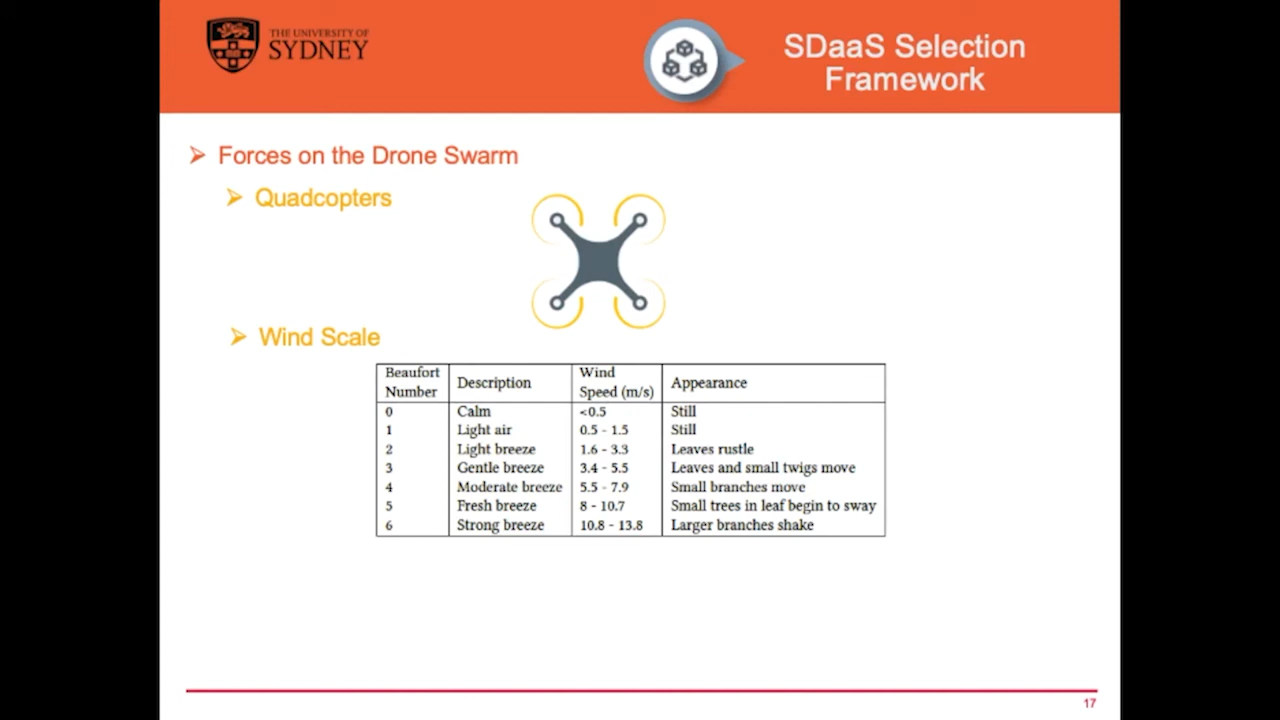 THE UNIVERSITY OF
SYDNEY
SDaaS Selection
Framework
Forces on the Drone Swarm
Quadcopters
Wind Scale
Beaufort Number Description Wind Speed (m/s) Appearance
0 Calm <0.5 Still
1 Light air 0.5 - 1.5 Still
2 Light breeze 1.6 - 3.3 Leaves rustle
3 Gentle breeze 3.4 - 5.5 Leaves and small twigs move
4 Moderate breeze 5.5 - 7.9 Small branches move
5 Fresh breeze 8 - 10.7 Small trees in leaf begin to sway
6 Strong breeze 10.8 - 13.8 Larger branches shake
17